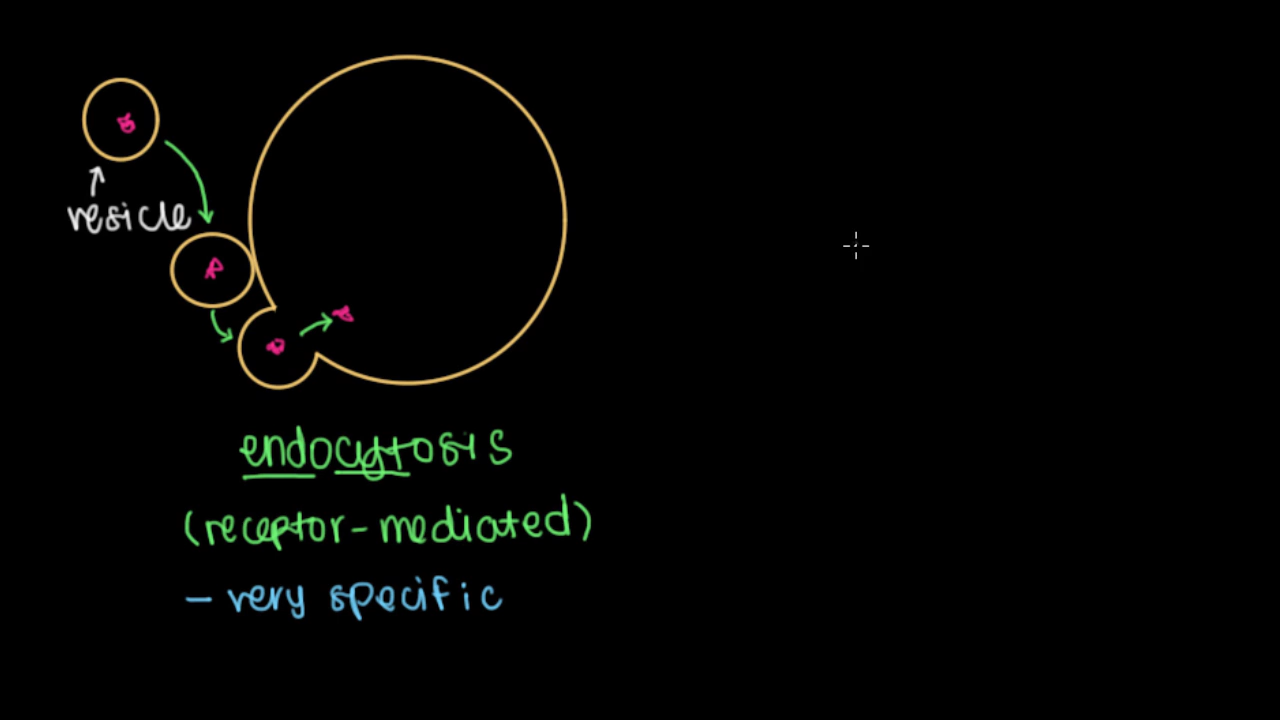 vesicle
endocytosis
(receptor-mediated)
- very specific